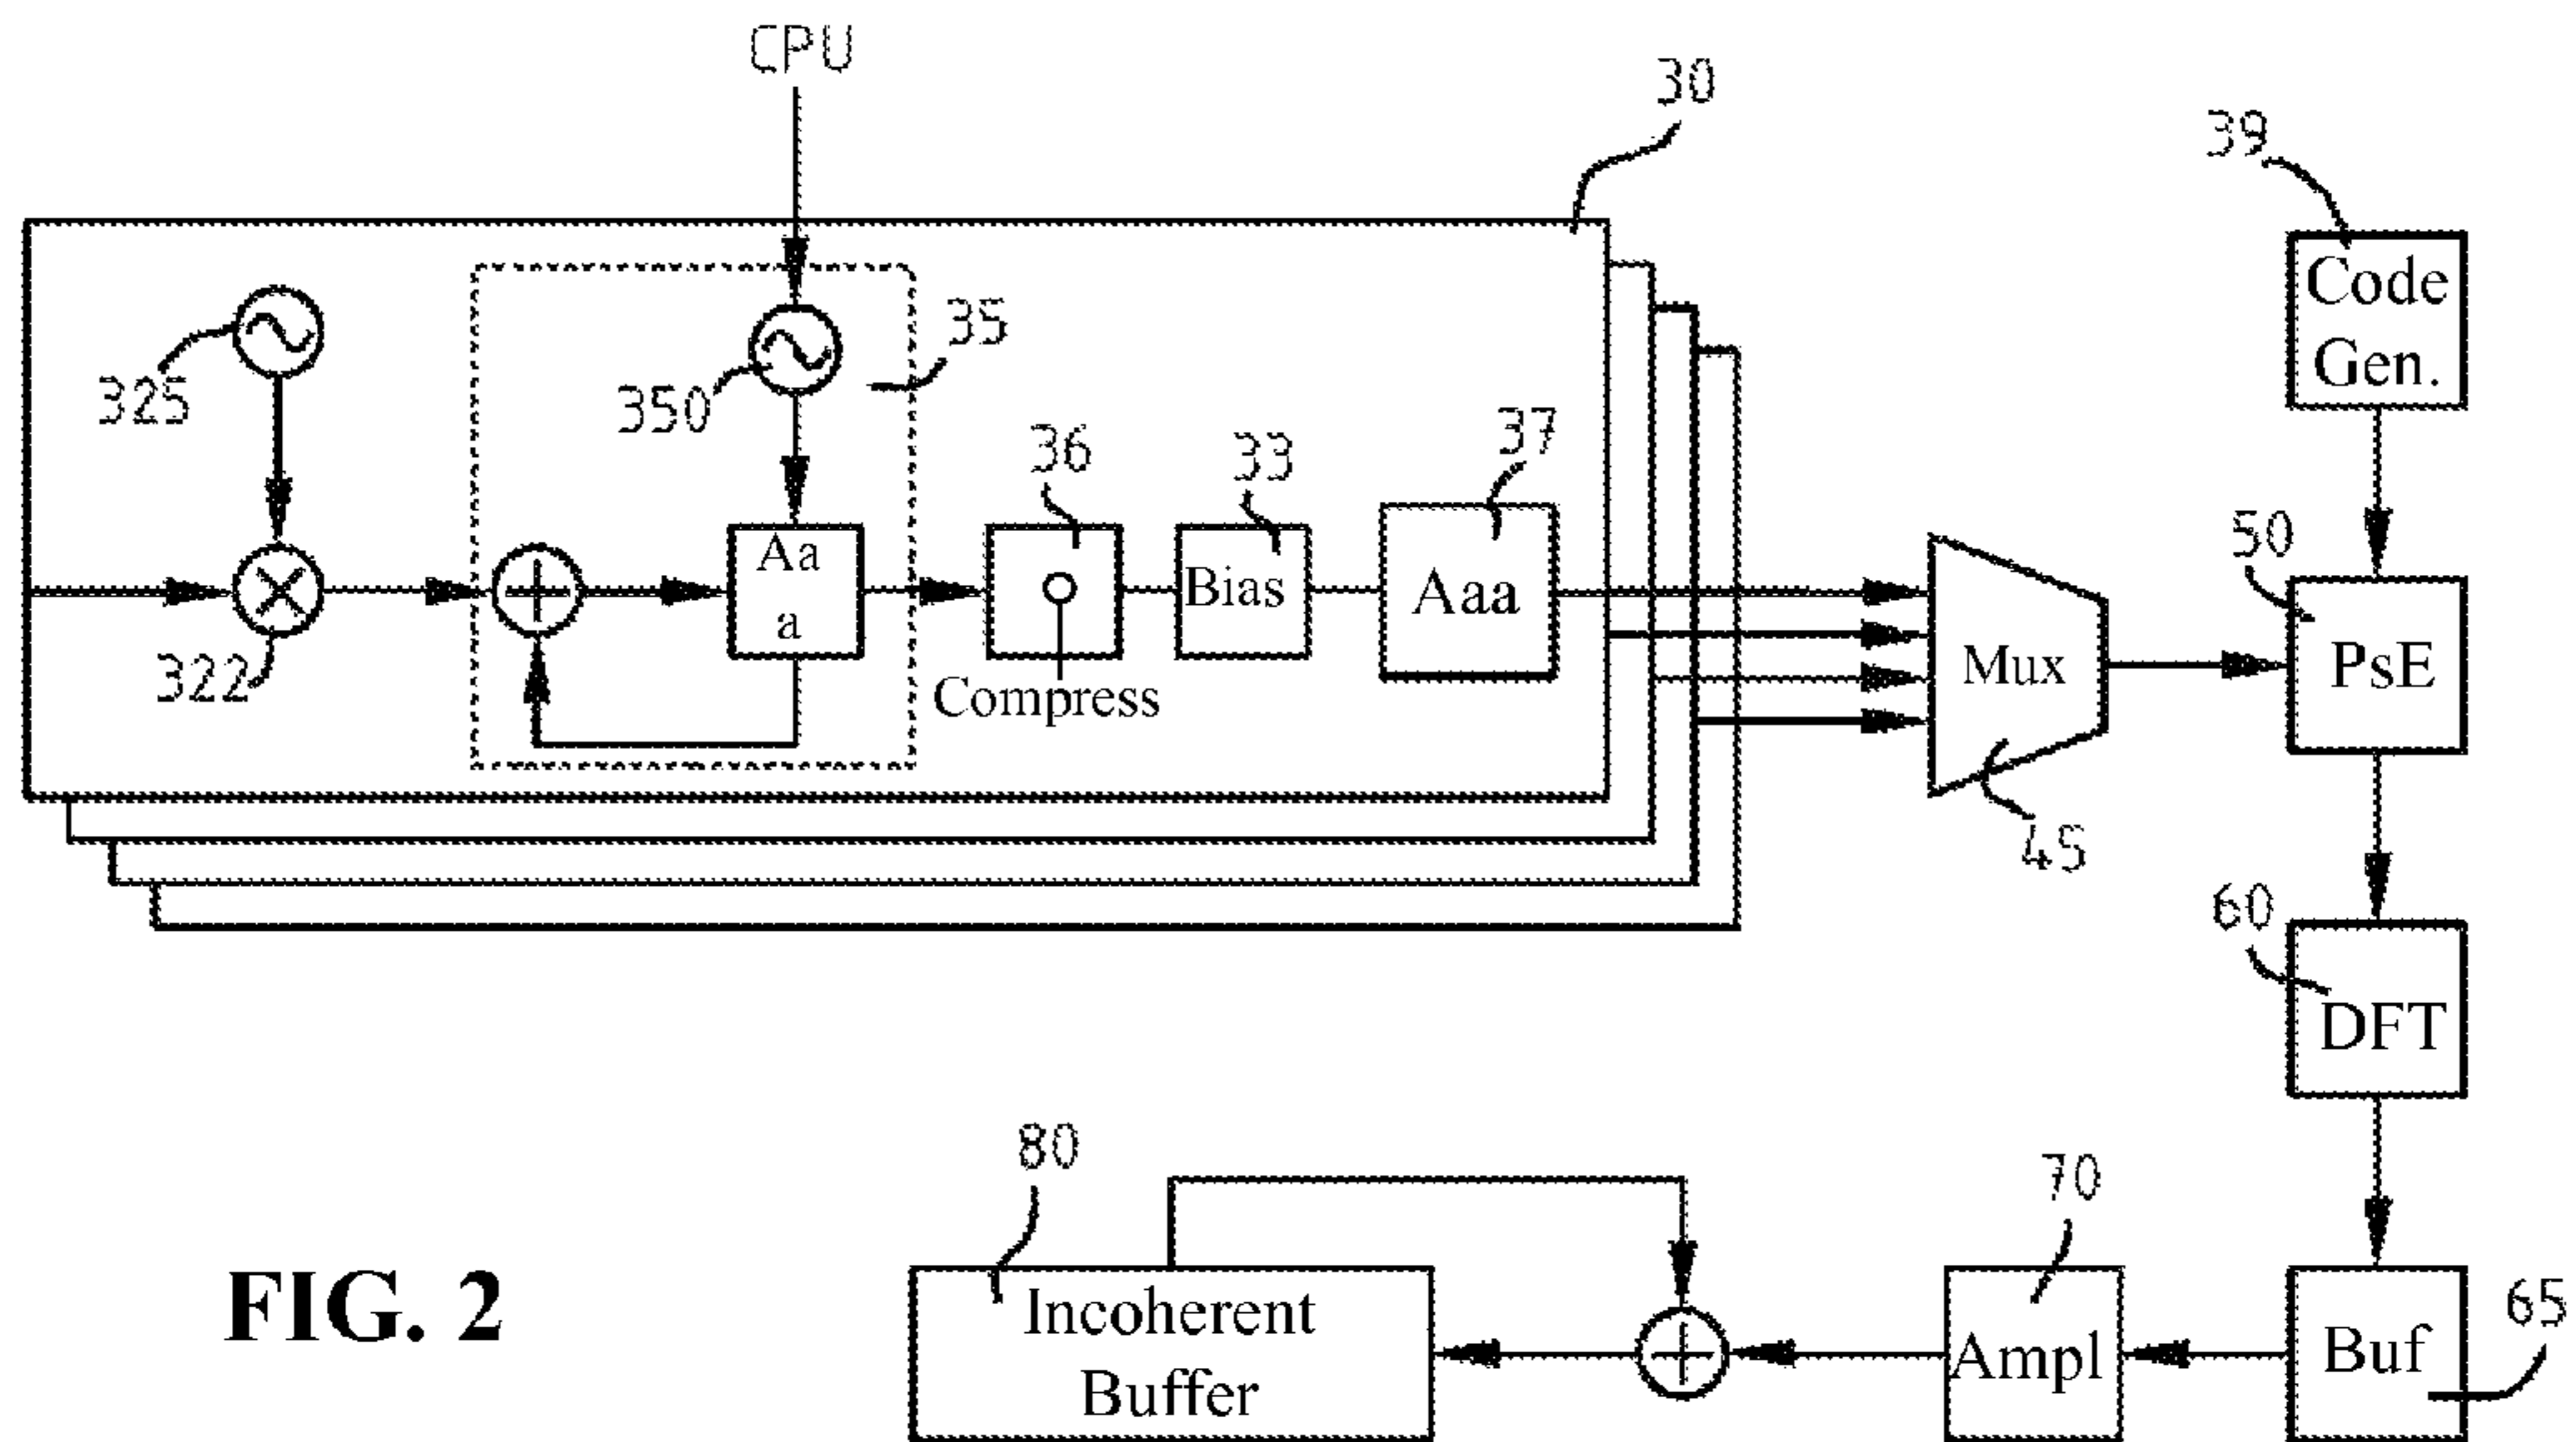 CPU
30
39
Code
Gen.
325
350
35
36
33
37
50
Aa
a
Bias
Aaa
Mux
PsE
322
Compress
45
60
DFT
80
70
65
Incoherent
Buffer
Ampl
Buf
FIG. 2